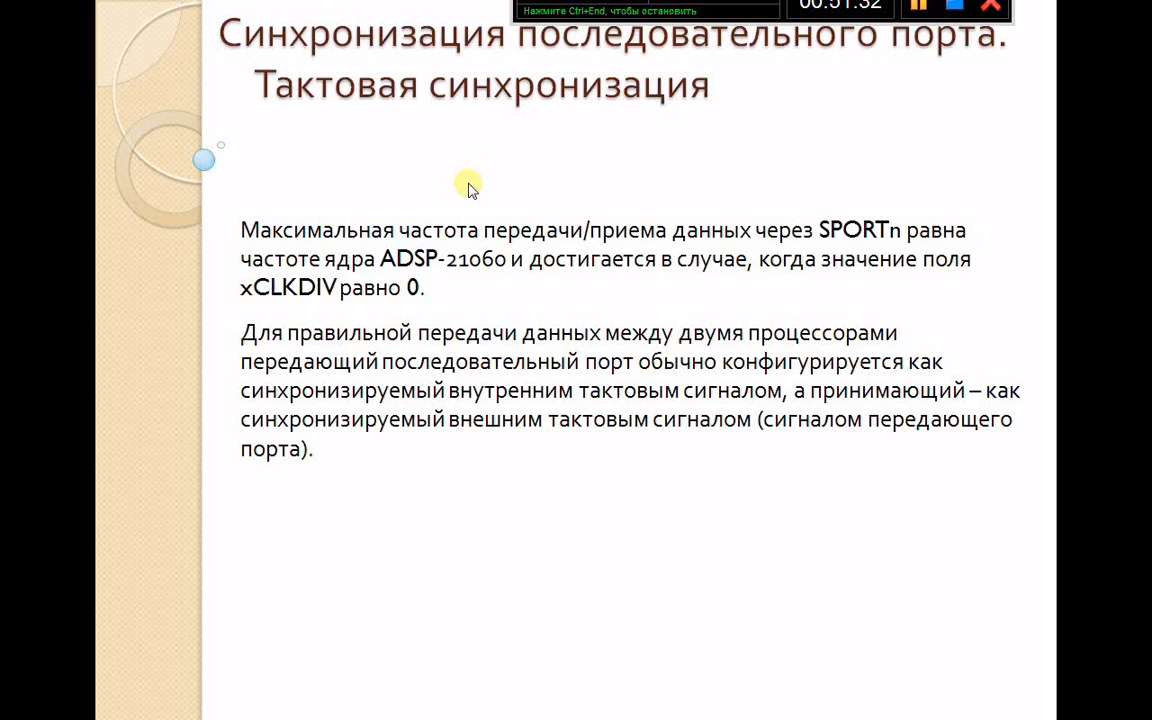 Нажмите Ctrl+End, чтобы остановить
00:51:32
Синхронизация последовательного порта.
Тактовая синхронизация
Максимальная частота передачи/приема данных через SPORTn равна
частоте ядра ADSP-21060 и достигается в случае, когда значение поля
xCLKDIV равно 0.
Для правильной передачи данных между двумя процессорами
передающий последовательный порт обычно конфигурируется как
синхронизируемый внутренним тактовым сигналом, а принимающий – как
синхронизируемый внешним тактовым сигналом (сигналом передающего
порта).